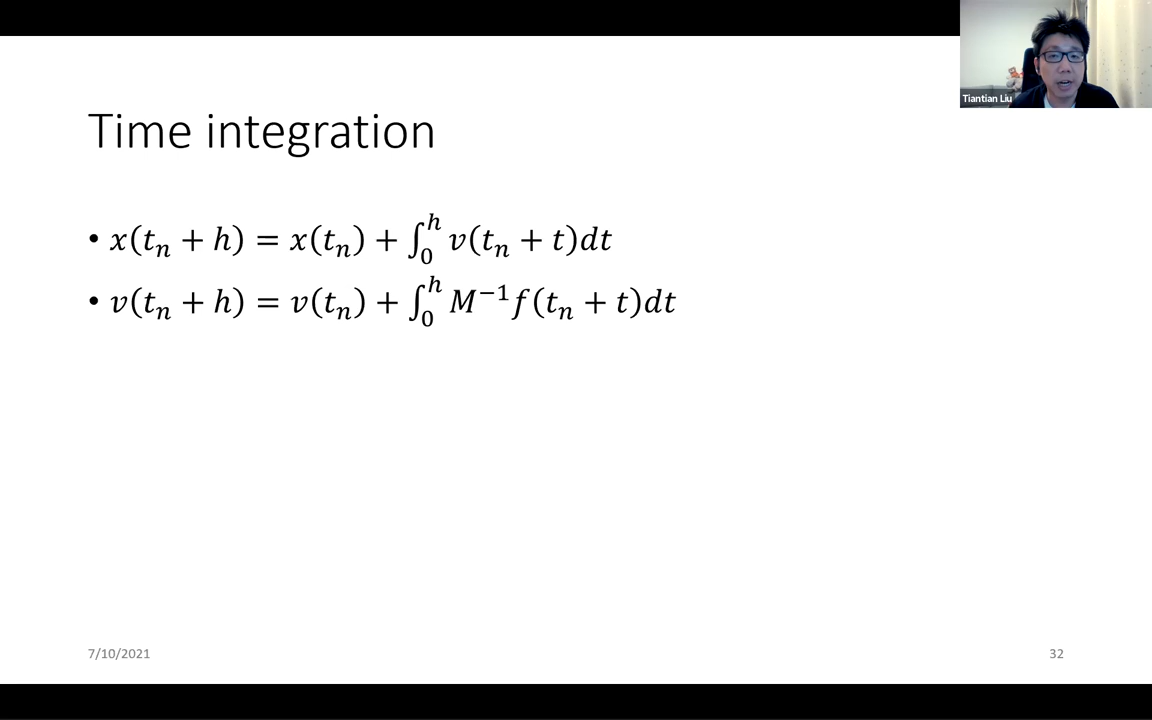 Tiantian Liu
Time integration
• x(tₙ + h) = x(tₙ) + ∫₀ʰ v(tₙ + t)dt
• v(tₙ + h) = v(tₙ) + ∫₀ʰ M⁻¹f(tₙ + t)dt
7/10/2021
32